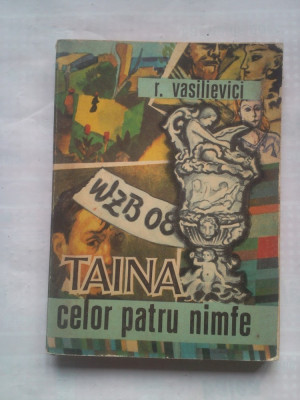 r. vasilievici
WZB 08
TAINA
celor patru nimfe